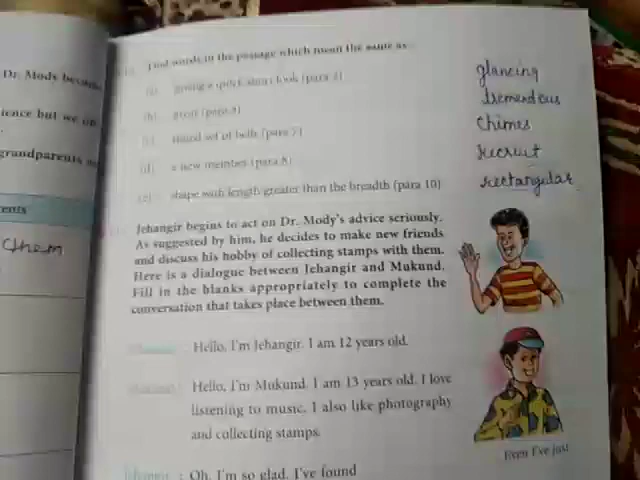 Dr. Mody
ience but we
grandparents
ents
them
Find words in the passage which mean the same as:
(a) giving a quick short look (para 2)
glancing
(b) great
tremendous
tuned set of bells (para 7)
Chimes
(d) a new member (para 8)
Recruit
(e) shape with length greater than the breadth (para 10)
Rectangular
Jehangir begins to act on Dr. Mody's advice seriously.
As suggested by him, he decides to make new friends
and discuss his hobby of collecting stamps with them.
Here is a dialogue between Jehangir and Mukund.
Fill in the blanks appropriately to complete the
conversation that takes place between them.
Hello, I'm Jehangir. I am 12 years old.
Hello, I'm Mukund. I am 13 years old. I love
listening to music. I also like photography
and collecting stamps.
Even I've just
Jehangir : Oh, I'm so glad. I've found